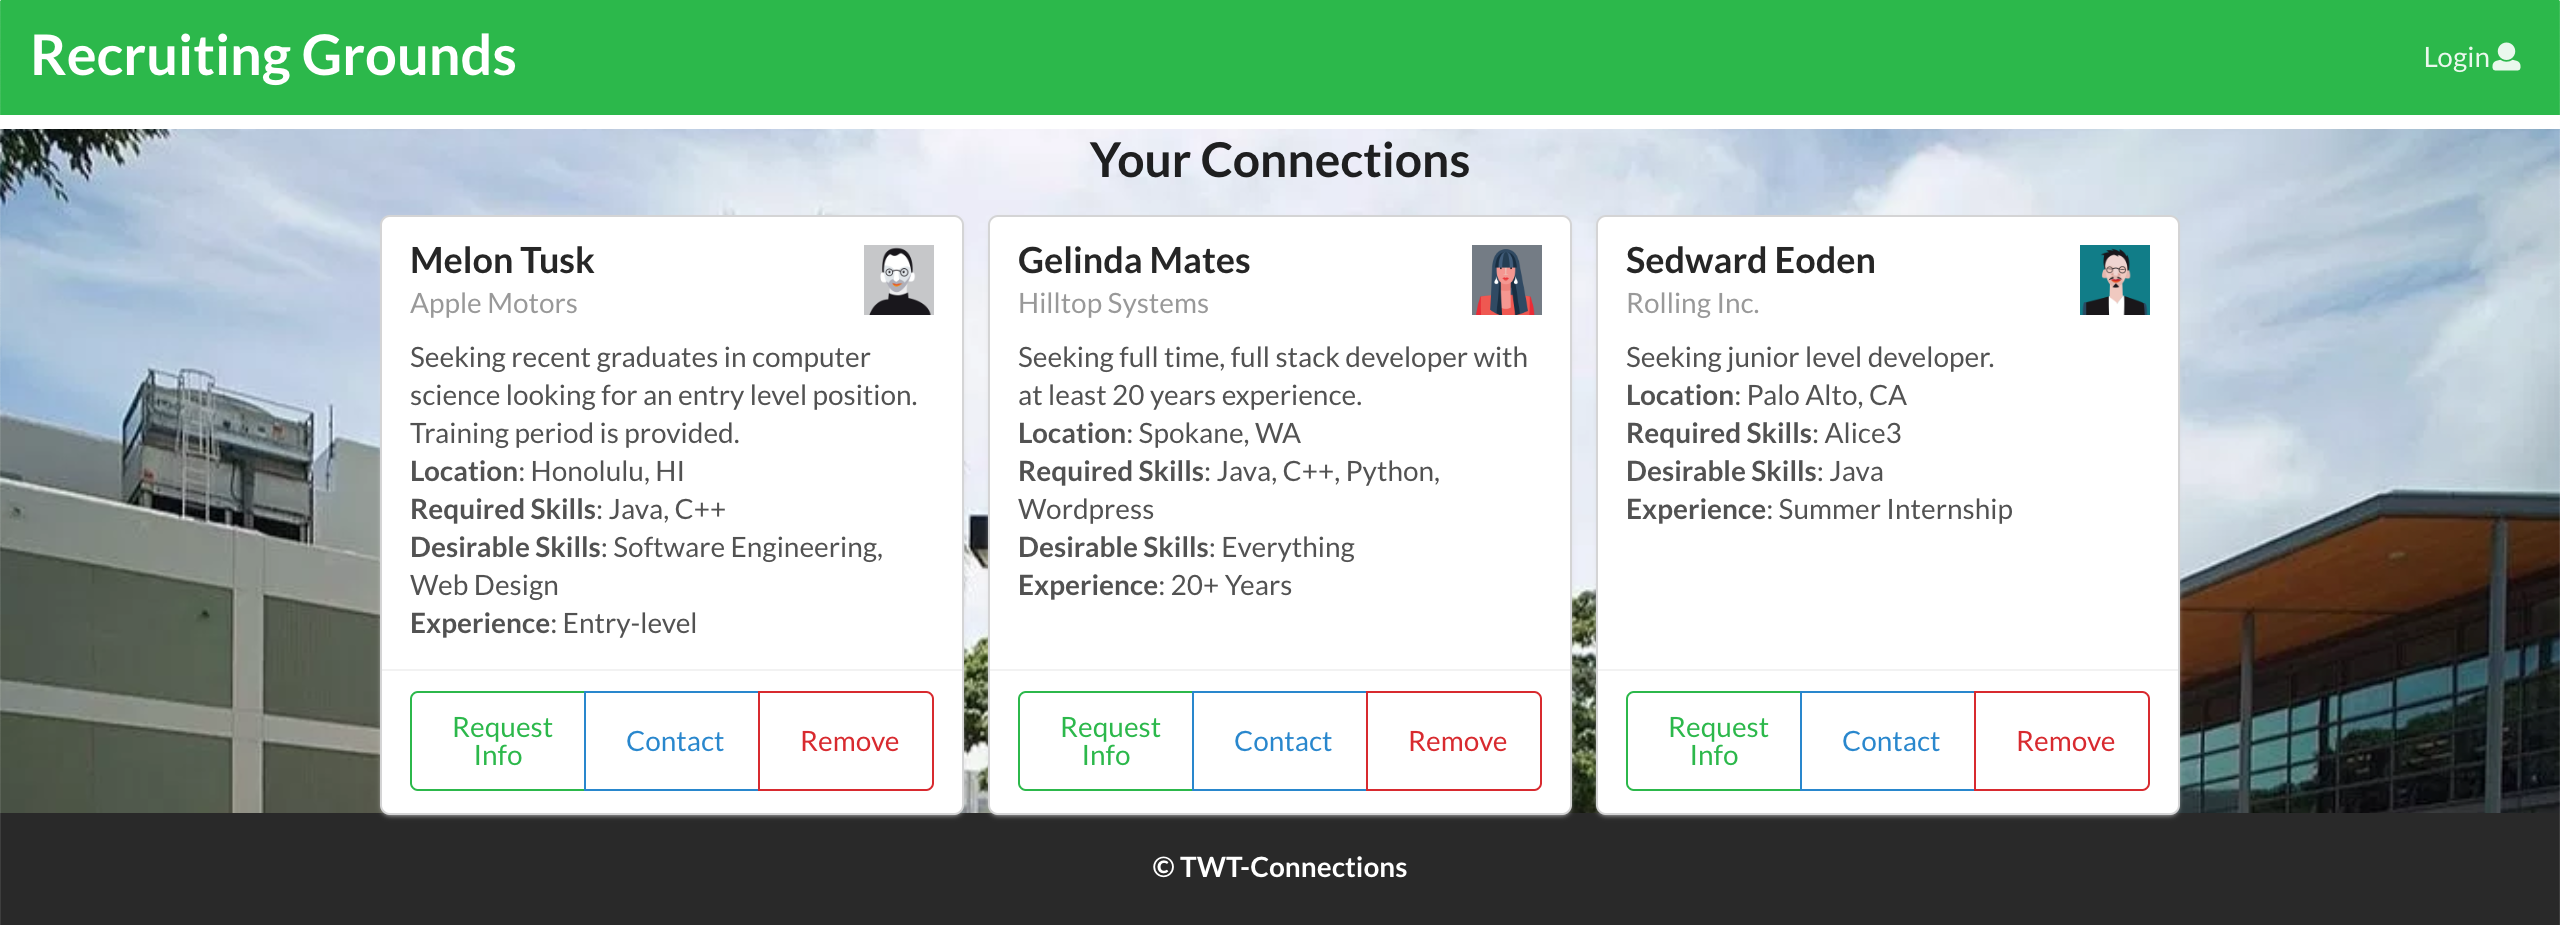 Recruiting Grounds
Login
Your Connections
Melon Tusk
Apple Motors
Seeking recent graduates in computer
science looking for an entry level position.
Training period is provided.
Location: Honolulu, HI
Required Skills: Java, C++
Desirable Skills: Software Engineering,
Web Design
Experience: Entry-level
Request
Info
Contact
Remove
Gelinda Mates
Hilltop Systems
Seeking full time, full stack developer with
at least 20 years experience.
Location: Spokane, WA
Required Skills: Java, C++, Python,
Wordpress
Desirable Skills: Everything
Experience: 20+ Years
Request
Info
Contact
Remove
Sedward Eoden
Rolling Inc.
Seeking junior level developer.
Location: Palo Alto, CA
Required Skills: Alice3
Desirable Skills: Java
Experience: Summer Internship
Request
Info
Contact
Remove
© TWT-Connections